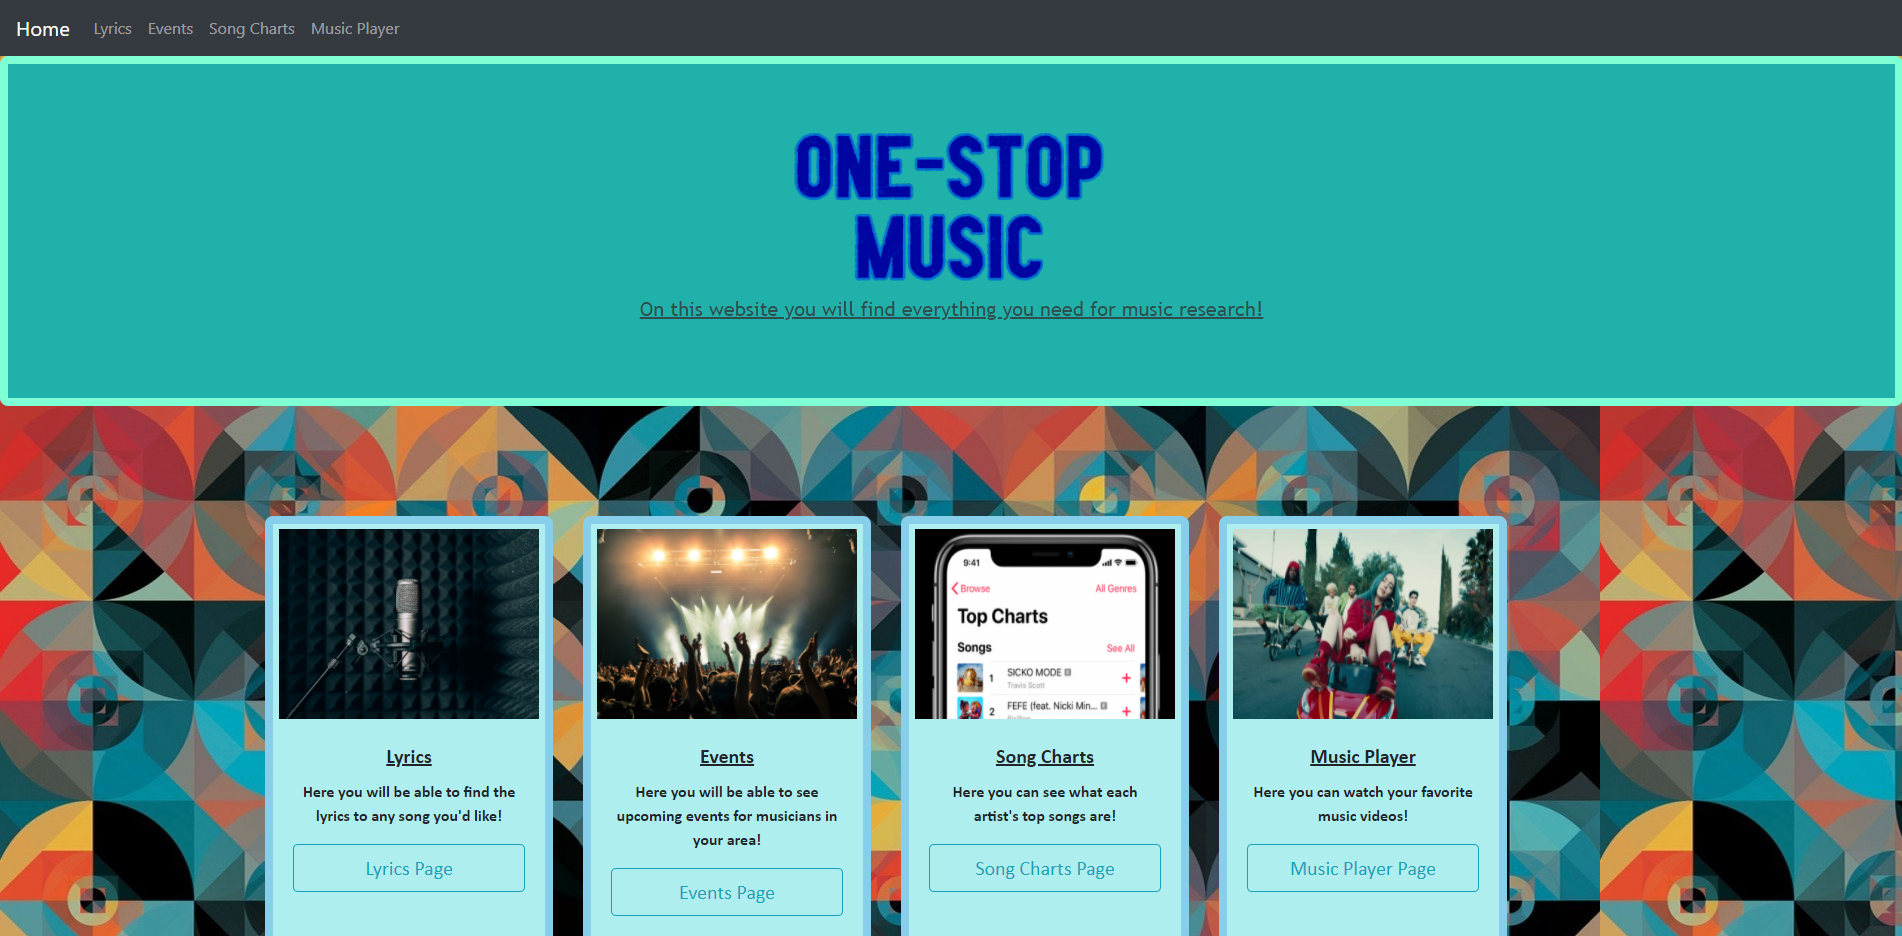 Home Lyrics Events Song Charts Music Player
ONE-STOP
MUSIC
On this website you will find everything you need for music research!
9:41
Browse All Genres
Top Charts
Songs See All
1 SICKO MODE E
Travis Scott
2 FEFE (feat. Nicki Min... E
Lyrics
Here you will be able to find the
lyrics to any song you'd like!
Lyrics Page
Events
Here you will be able to see
upcoming events for musicians in
your area!
Events Page
Song Charts
Here you can see what each
artist's top songs are!
Song Charts Page
Music Player
Here you can watch your favorite
music videos!
Music Player Page